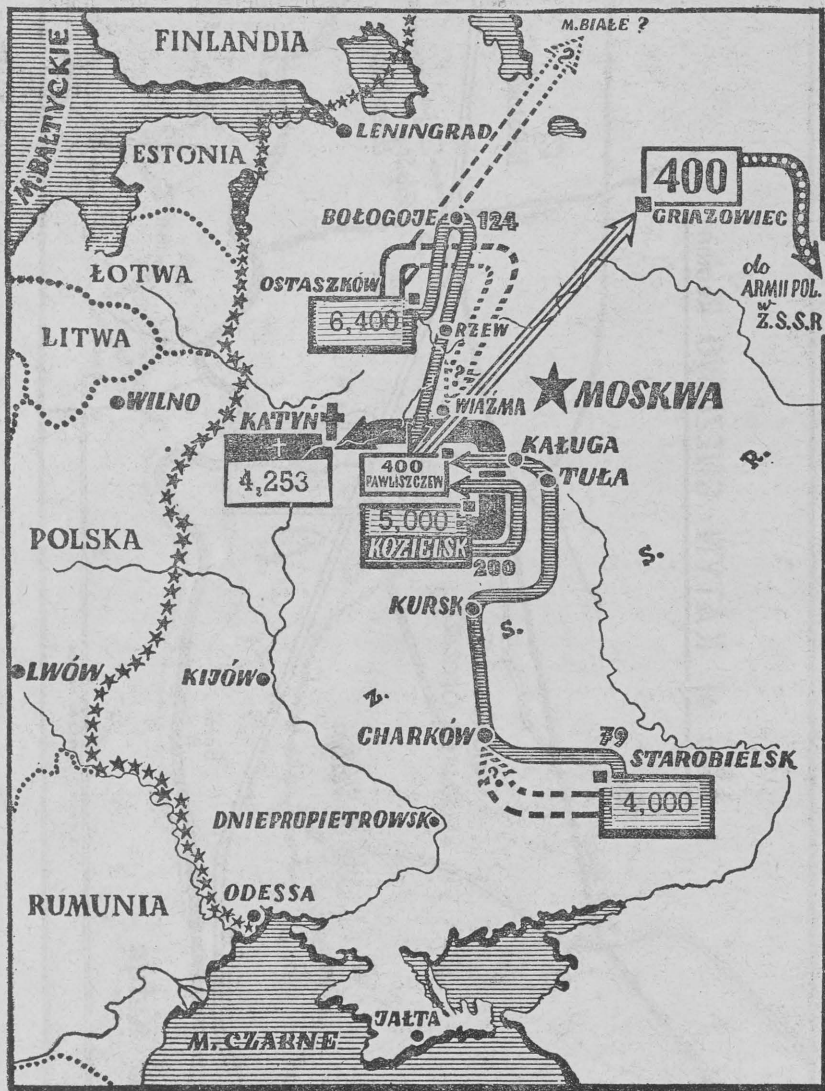 M. BIAŁE ?
FINLANDIA
M. BAŁTYCKIE
?
LENINGRAD
ESTONIA
400
GRIAZOWIEC
BOŁOGOJE
124
ŁOTWA
OSTASZKÓW
do
ARMII POL.
w
Z.S.S.R
6,400
RZEW
LITWA
? ?
WILNO
WIAŹMA
MOSKWA
KATYŃ
KAŁUGA
4,253
400
PAWLISZCZEW
TUŁA
R.
5,000
KOZIELSK
POLSKA
200
S.
KURSK
S.
LWÓW
KIJÓW
Z.
CHARKÓW
79
STAROBIELSK
? ?
4,000
DNIEPROPIETROWSK
RUMUNIA
ODESSA
JAŁTA
M. CZARNE